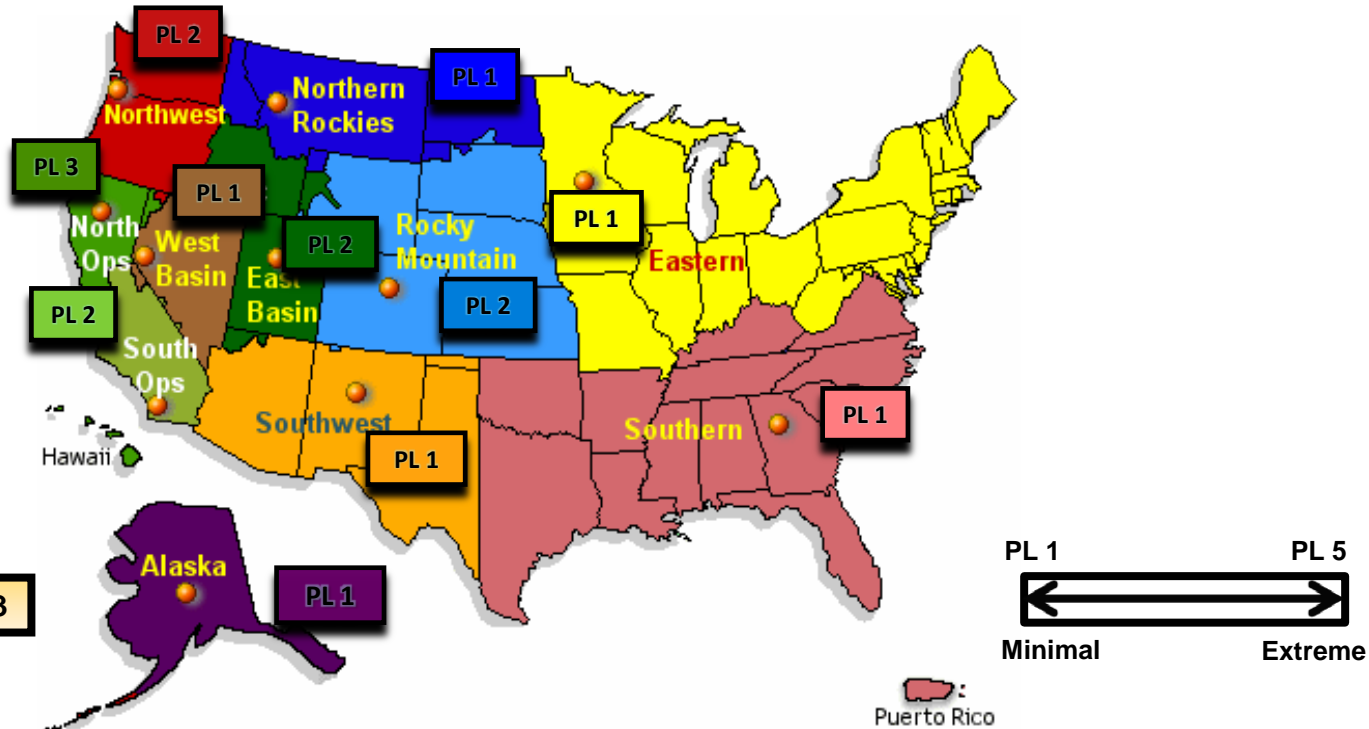 PL 2
Northwest
Northern
Rockies
PL 1
PL 3
North
Ops
PL 1
West
Basin
PL 2
East
Basin
Rocky
Mountain
PL 2
PL 1
Eastern
PL 2
South
Ops
Southwest
PL 1
Southern
PL 1
Hawaii
Alaska
PL 1
3
PL 1
PL 5
Minimal
Extreme
Puerto Rico